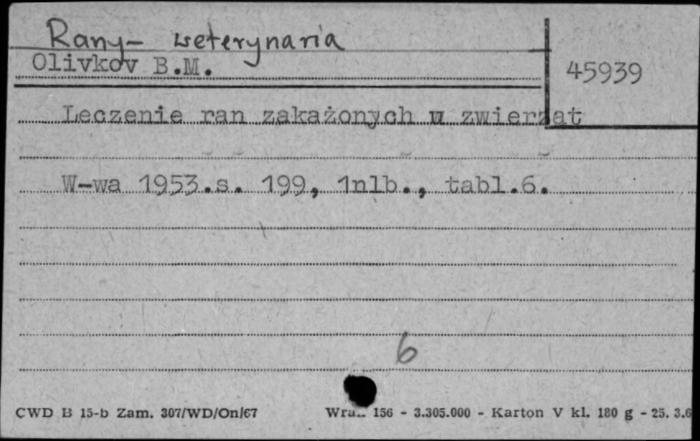 Rany - weterynaria
Olivkov B.M.
45939
Leczenie ran zakażonych u zwierząt
W-wa 1953.s. 199, 1nlb., tabl.6.
6
CWD B 15-b Zam. 307/WD/On/67 156 - 3.305.000 - Karton V kl. 180 g - 25. 3.6